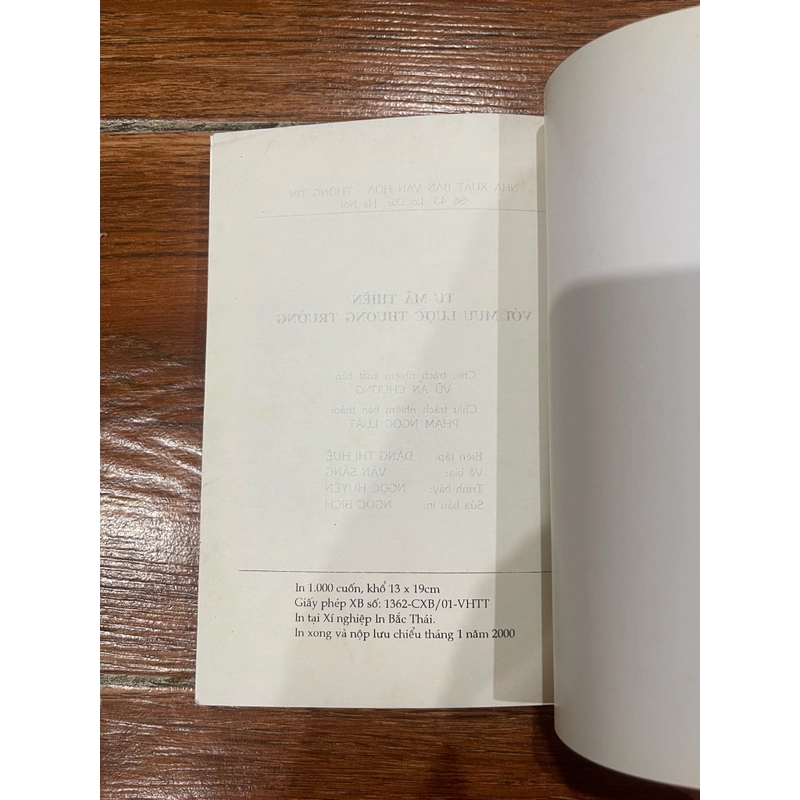 NHÀ XUẤT BẢN VĂN HÓA - THÔNG TIN
Số 43, Lò Đúc Hà Nội
TƯ MÃ THIÊN
VỚI MƯU LƯỢC THƯƠNG TRƯỜNG
Chịu trách nhiệm xuất bản:
VŨ AN CHƯƠNG
Chịu trách nhiệm bản thảo:
PHẠM NGỌC LUẬT
Biên tập: ĐẶNG THỊ HUỆ
Vẽ bìa: VĂN SÁNG
Trình bày: NGỌC HUYỀN
Sửa bản in: NGỌC BÍCH
In 1.000 cuốn, khổ 13 x 19cm
Giấy phép XB số: 1362-CXB/01-VHTT
In tại Xí nghiệp In Bắc Thái.
In xong và nộp lưu chiểu tháng 1 năm 2000